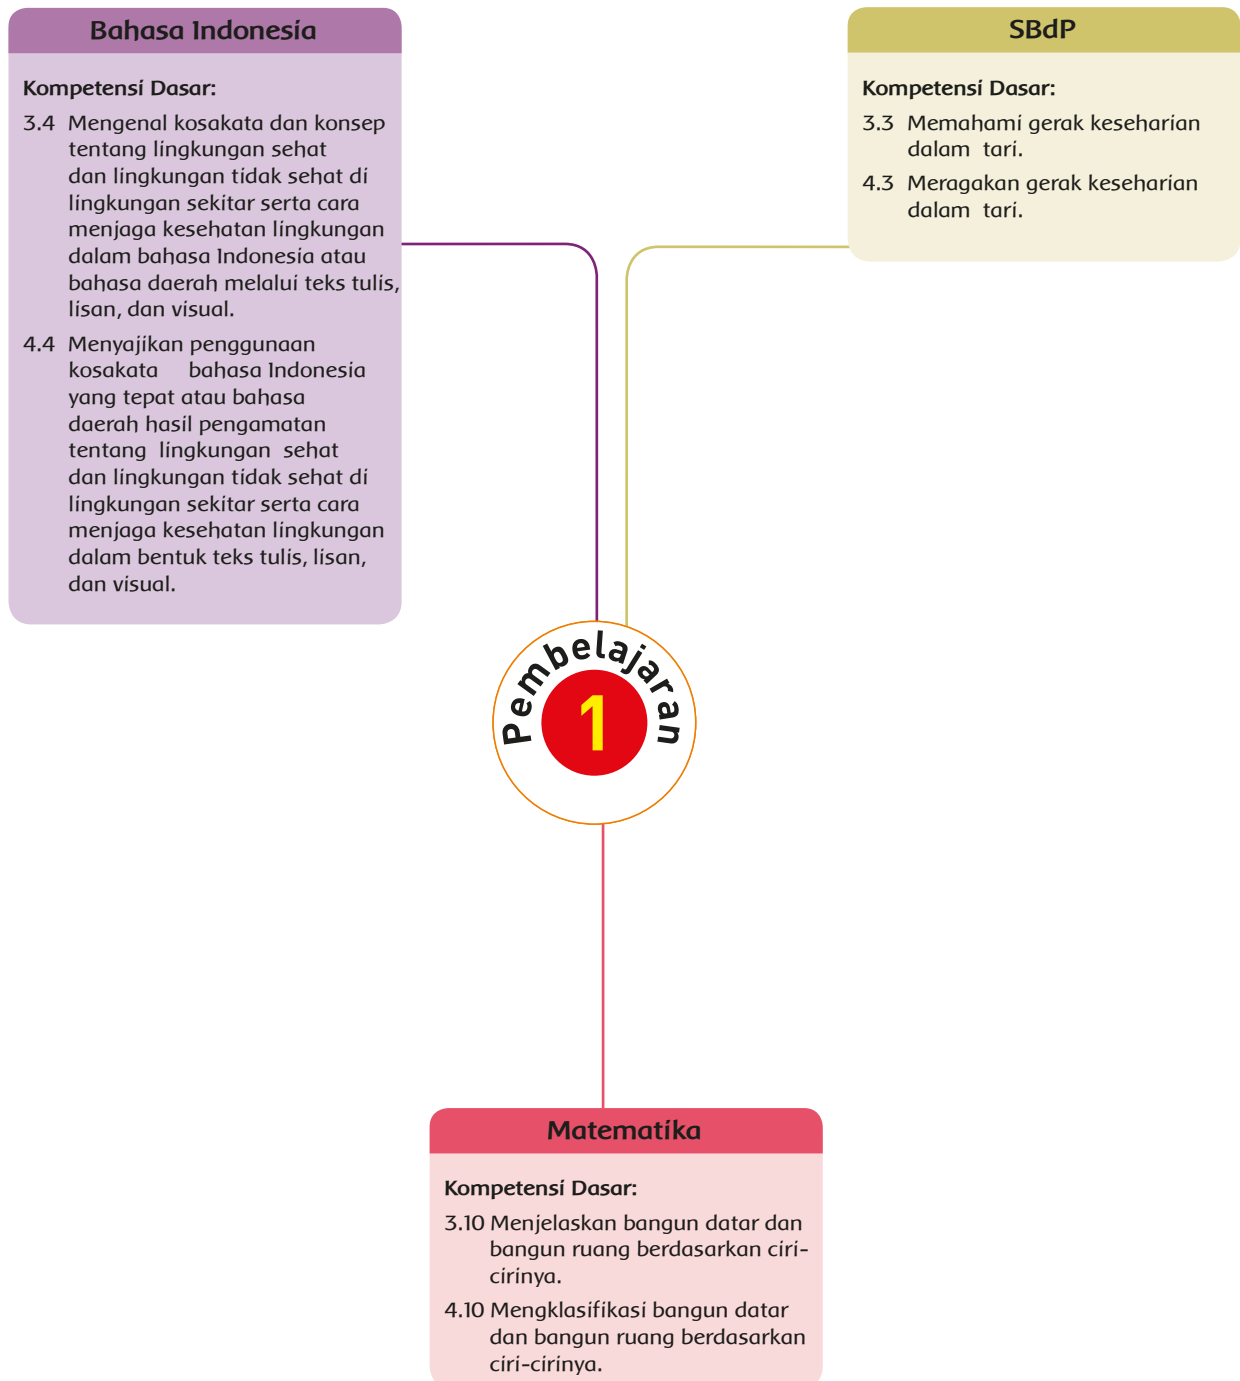 Bahasa Indonesia
Kompetensi Dasar:
3.4 Mengenal kosakata dan konsep
tentang lingkungan sehat
dan lingkungan tidak sehat di
lingkungan sekitar serta cara
menjaga kesehatan lingkungan
dalam bahasa Indonesia atau
bahasa daerah melalui teks tulis,
lisan, dan visual.
4.4 Menyajikan penggunaan
kosakata bahasa Indonesia
yang tepat atau bahasa
daerah hasil pengamatan
tentang lingkungan sehat
dan lingkungan tidak sehat di
lingkungan sekitar serta cara
menjaga kesehatan lingkungan
dalam bentuk teks tulis, lisan,
dan visual.
SBdP
Kompetensi Dasar:
3.3 Memahami gerak keseharian
dalam tari.
4.3 Meragakan gerak keseharian
dalam tari.
Pembelajaran
1
Matematika
Kompetensi Dasar:
3.10 Menjelaskan bangun datar dan
bangun ruang berdasarkan ciri-
cirinya.
4.10 Mengklasifikasi bangun datar
dan bangun ruang berdasarkan
ciri-cirinya.